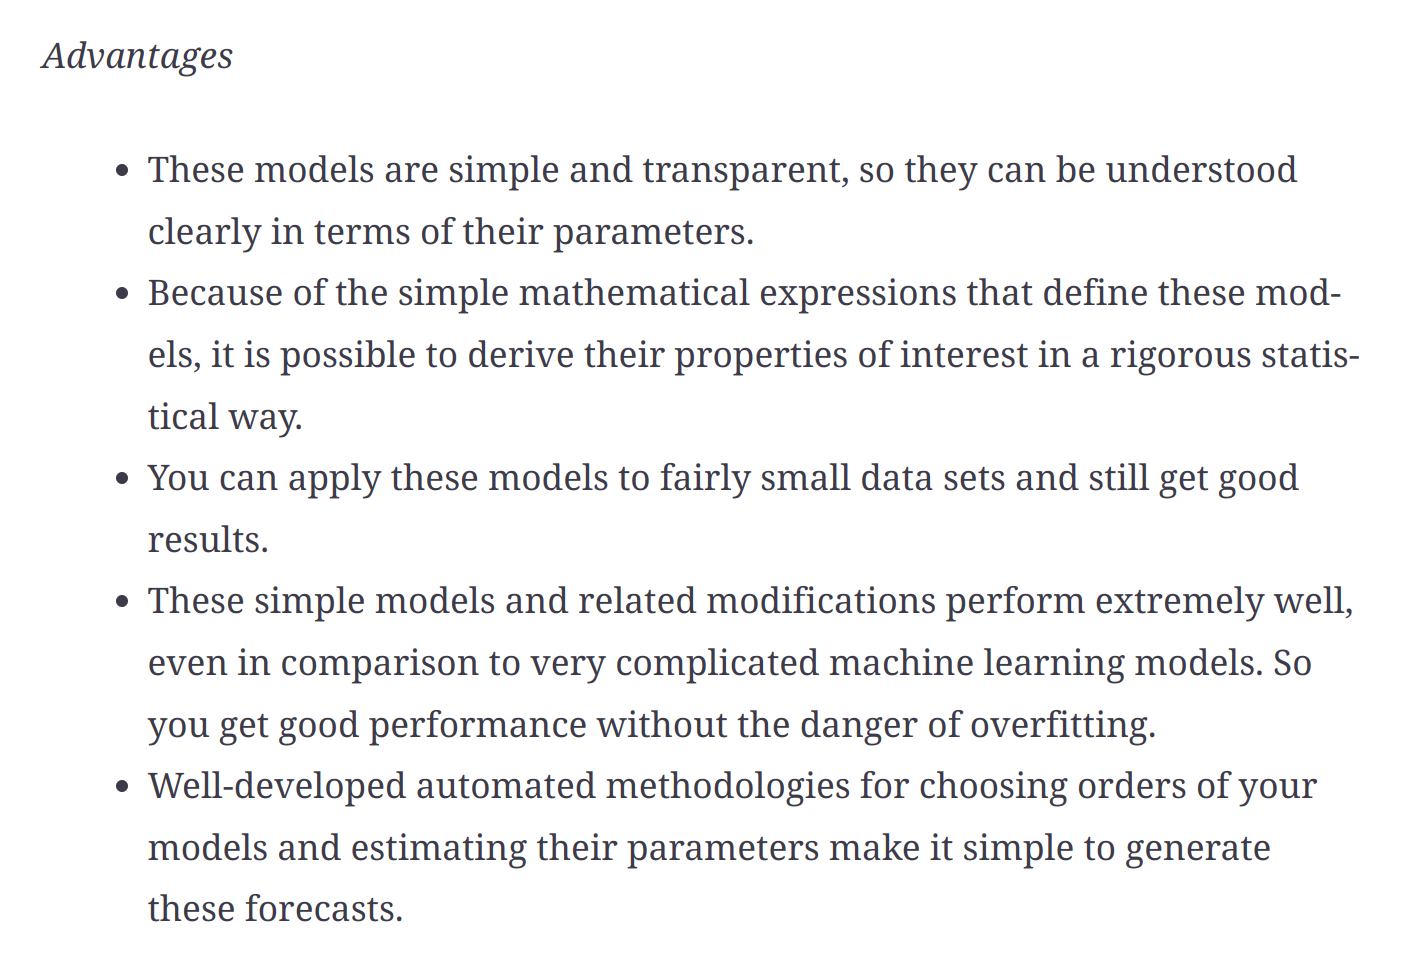 Advantages
• These models are simple and transparent, so they can be understood
clearly in terms of their parameters.
• Because of the simple mathematical expressions that define these mod-
els, it is possible to derive their properties of interest in a rigorous statis-
tical way.
• You can apply these models to fairly small data sets and still get good
results.
• These simple models and related modifications perform extremely well,
even in comparison to very complicated machine learning models. So
you get good performance without the danger of overfitting.
• Well-developed automated methodologies for choosing orders of your
models and estimating their parameters make it simple to generate
these forecasts.